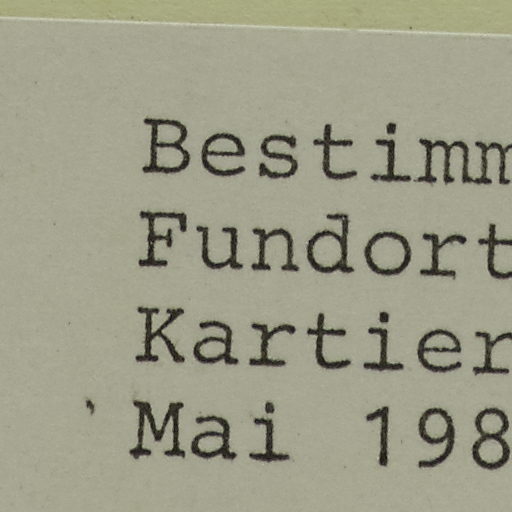 Bestimm
Fundort
Kartier
Mai 198